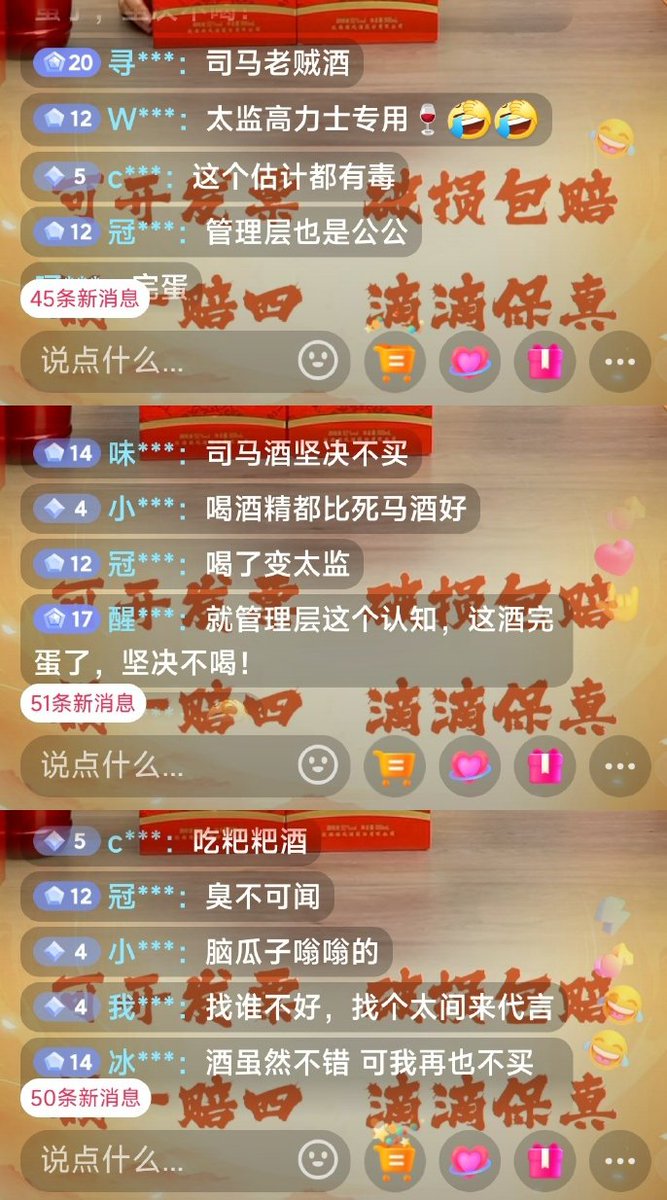 蛋了，坚决不喝！
20 寻***：司马老贼酒
12 W***：太监高力士专用🍷🤣🤣
5 c***：这个估计都有毒
可开发票 破损包赔
12 冠***：管理层也是公公
完蛋
45条新消息
一赔四 滴滴保真
说点什么...
14 味***：司马酒坚决不买
4 小***：喝酒精都比死马酒好
12 冠***：喝了变太监
可开发票 破损包赔
17 醒***：就管理层这个认知，这酒完
蛋了，坚决不喝！
51条新消息
一赔四 滴滴保真
说点什么...
5 c***：吃粑粑酒
12 冠***：臭不可闻
4 小***：脑瓜子嗡嗡的
可开发票 破损包赔
4 我***：找谁不好，找个太间来代言
14 冰***：酒虽然不错 可我再也不买
50条新消息
一赔四 滴滴保真
说点什么...